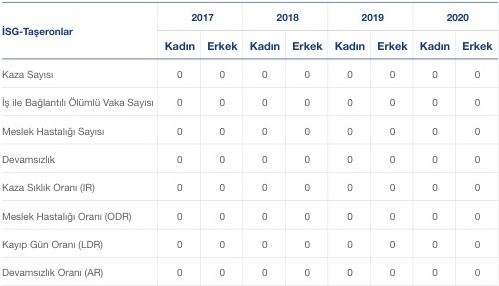 İSG-Taşeronlar 2017 2018 2019 2020
Kadın Erkek Kadın Erkek Kadın Erkek Kadın Erkek
Kaza Sayısı 0 0 0 0 0 0 0 0
İş ile Bağlantılı Ölümlü Vaka Sayısı 0 0 0 0 0 0 0 0
Meslek Hastalığı Sayısı 0 0 0 0 0 0 0 0
Devamsızlık 0 0 0 0 0 0 0 0
Kaza Sıklık Oranı (IR) 0 0 0 0 0 0 0 0
Meslek Hastalığı Oranı (ODR) 0 0 0 0 0 0 0 0
Kayıp Gün Oranı (LDR) 0 0 0 0 0 0 0 0
Devamsızlık Oranı (AR) 0 0 0 0 0 0 0 0